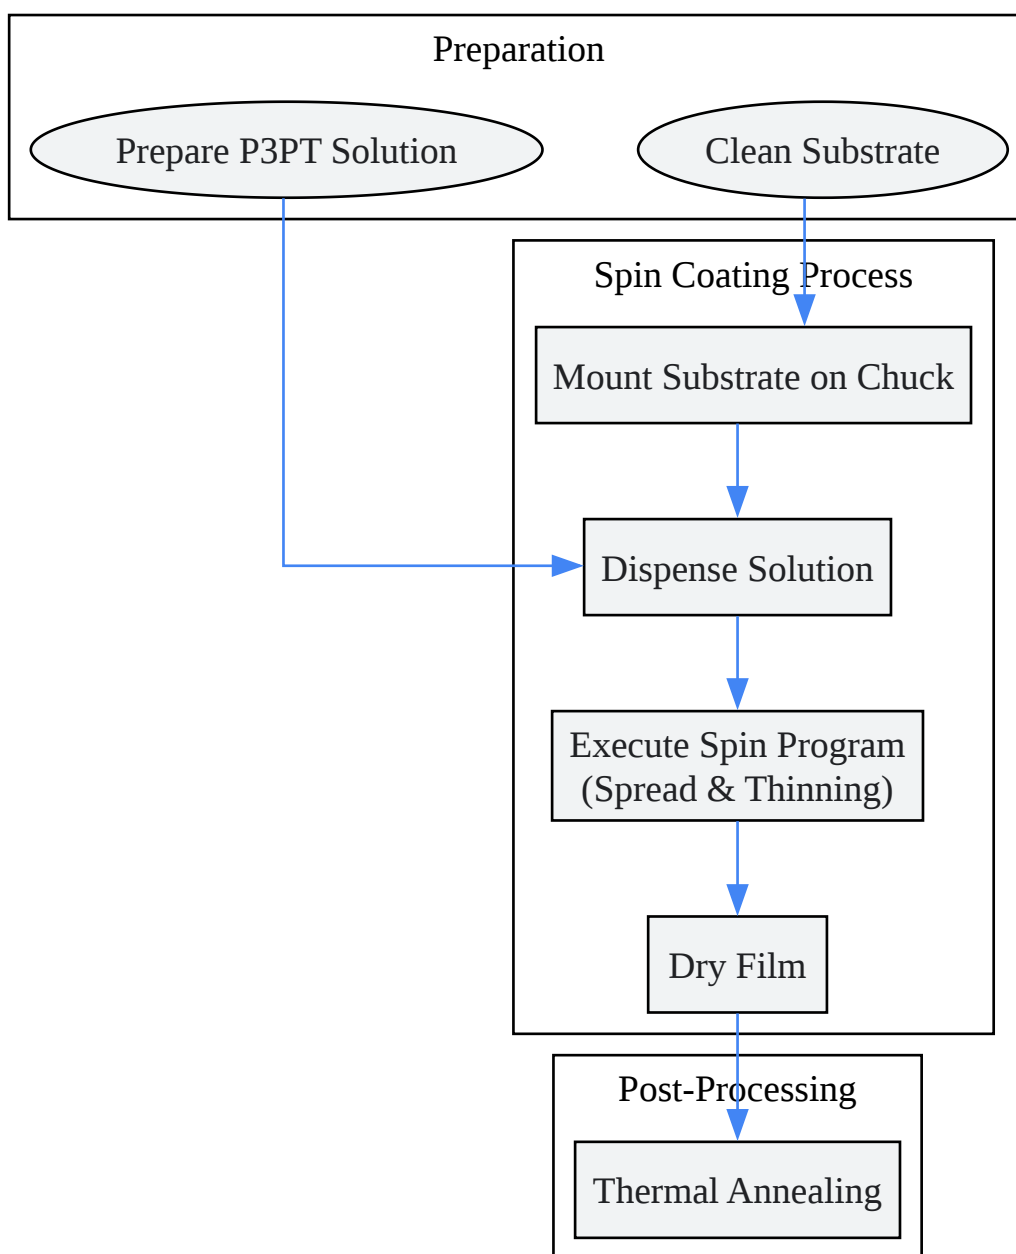 Preparation
Prepare P3PT Solution
Clean Substrate
Spin Coating Process
Mount Substrate on Chuck
Dispense Solution
Execute Spin Program
(Spread & Thinning)
Dry Film
Post-Processing
Thermal Annealing